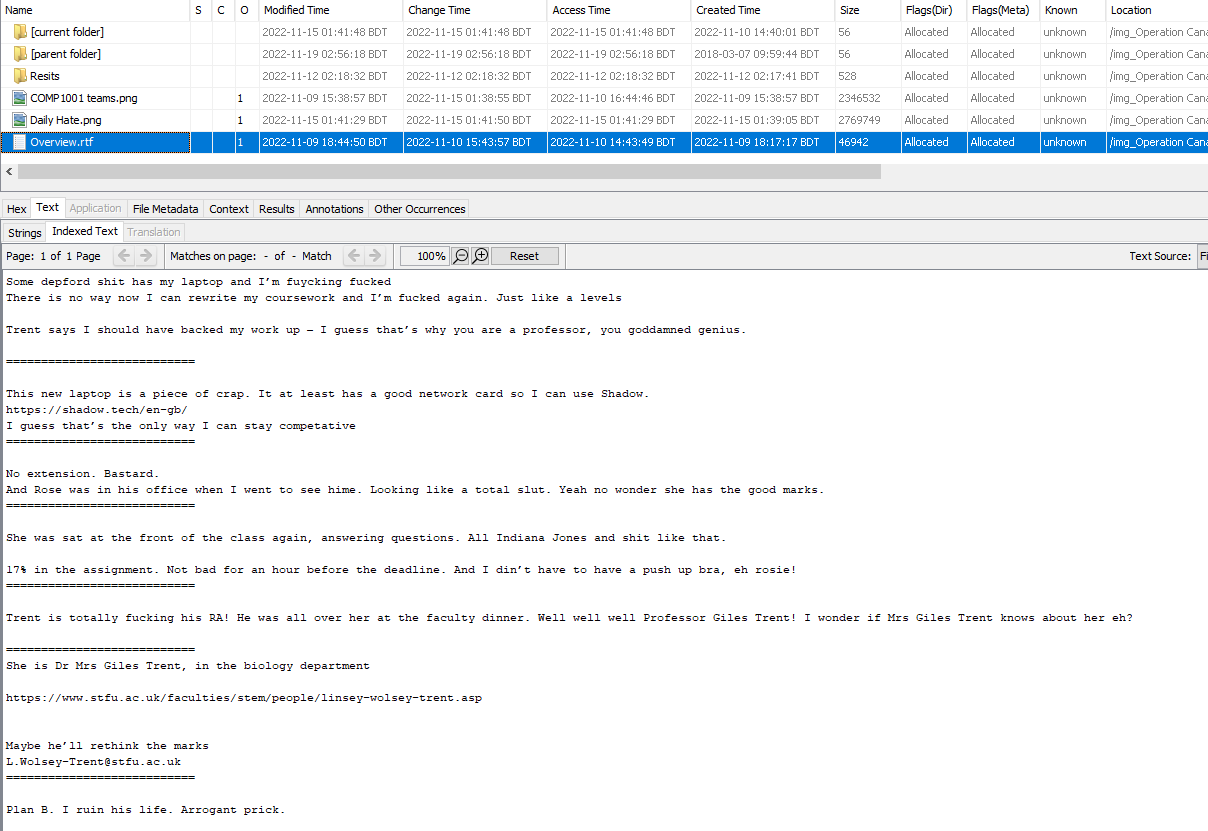 Name S C O Modified Time Change Time Access Time Created Time Size Flags(Dir) Flags(Meta) Known Location
[current folder] 2022-11-15 01:41:48 BDT 2022-11-15 01:41:48 BDT 2022-11-15 01:41:48 BDT 2022-11-10 14:40:01 BDT 56 Allocated Allocated unknown /img_Operation Cana
[parent folder] 2022-11-19 02:56:18 BDT 2022-11-19 02:56:18 BDT 2022-11-19 02:56:18 BDT 2018-03-07 09:59:44 BDT 56 Allocated Allocated unknown /img_Operation Cana
Resits 2022-11-12 02:18:32 BDT 2022-11-12 02:18:32 BDT 2022-11-12 02:18:32 BDT 2022-11-12 02:17:41 BDT 528 Allocated Allocated unknown /img_Operation Cana
COMP1001 teams.png 1 2022-11-09 15:38:57 BDT 2022-11-15 01:38:55 BDT 2022-11-10 16:44:46 BDT 2022-11-09 15:38:57 BDT 2346532 Allocated Allocated unknown /img_Operation Cana
Daily Hate.png 1 2022-11-15 01:41:29 BDT 2022-11-15 01:41:50 BDT 2022-11-15 01:41:29 BDT 2022-11-15 01:39:05 BDT 2769749 Allocated Allocated unknown /img_Operation Cana
Overview.rtf 1 2022-11-09 18:44:50 BDT 2022-11-10 15:43:57 BDT 2022-11-10 14:43:49 BDT 2022-11-09 18:17:17 BDT 46942 Allocated Allocated unknown /img_Operation Cana
Hex Text Application File Metadata Context Results Annotations Other Occurrences
Strings Indexed Text Translation
Page: 1 of 1 Page Matches on page: - of - Match 100% Reset Text Source: Fi
Some depford shit has my laptop and I’m fuycking fucked
There is no way now I can rewrite my coursework and I’m fucked again. Just like a levels
Trent says I should have backed my work up – I guess that’s why you are a professor, you goddamned genius.
===========================
This new laptop is a piece of crap. It at least has a good network card so I can use Shadow.
https://shadow.tech/en-gb/
I guess that’s the only way I can stay competative
===========================
No extension. Bastard.
And Rose was in his office when I went to see hime. Looking like a total slut. Yeah no wonder she has the good marks.
===========================
She was sat at the front of the class again, answering questions. All Indiana Jones and shit like that.
17% in the assignment. Not bad for an hour before the deadline. And I din’t have to have a push up bra, eh rosie!
===========================
Trent is totally fucking his RA! He was all over her at the faculty dinner. Well well well Professor Giles Trent! I wonder if Mrs Giles Trent knows about her eh?
===========================
She is Dr Mrs Giles Trent, in the biology department
https://www.stfu.ac.uk/faculties/stem/people/linsey-wolsey-trent.asp
Maybe he’ll rethink the marks
L.Wolsey-Trent@stfu.ac.uk
===========================
Plan B. I ruin his life. Arrogant prick.